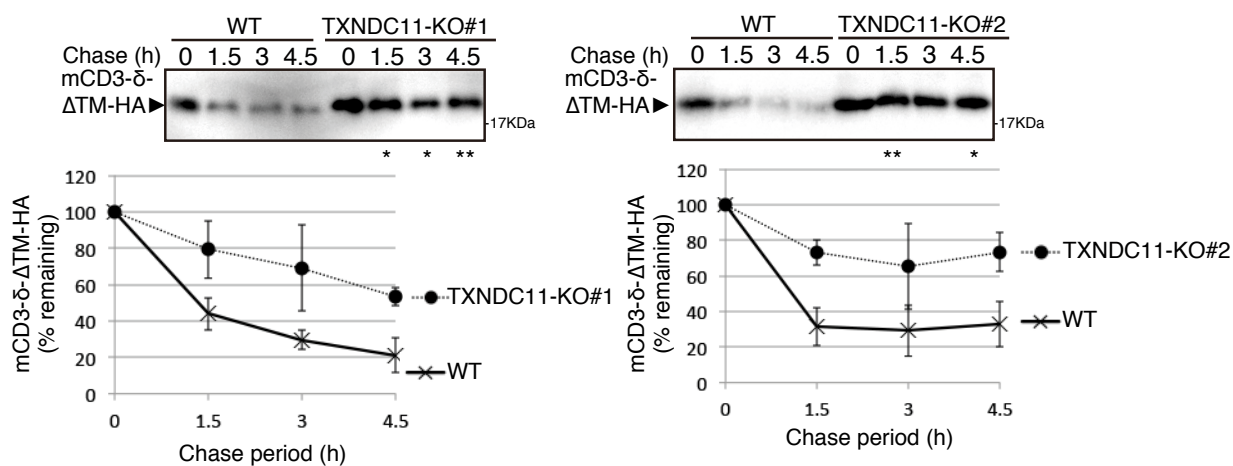 WT TXNDC11-KO#1
Chase (h) 0 1.5 3 4.5 0 1.5 3 4.5
mCD3-δ-
ΔTM-HA
-17KDa
* * **
120
100
80
60
40
20
0
0 1.5 3 4.5
mCD3-δ-ΔTM-HA
(% remaining)
Chase period (h)
TXNDC11-KO#1
WT
WT TXNDC11-KO#2
Chase (h) 0 1.5 3 4.5 0 1.5 3 4.5
mCD3-δ-
ΔTM-HA
-17KDa
** *
120
100
80
60
40
20
0
0 1.5 3 4.5
mCD3-δ-ΔTM-HA
(% remaining)
Chase period (h)
TXNDC11-KO#2
WT